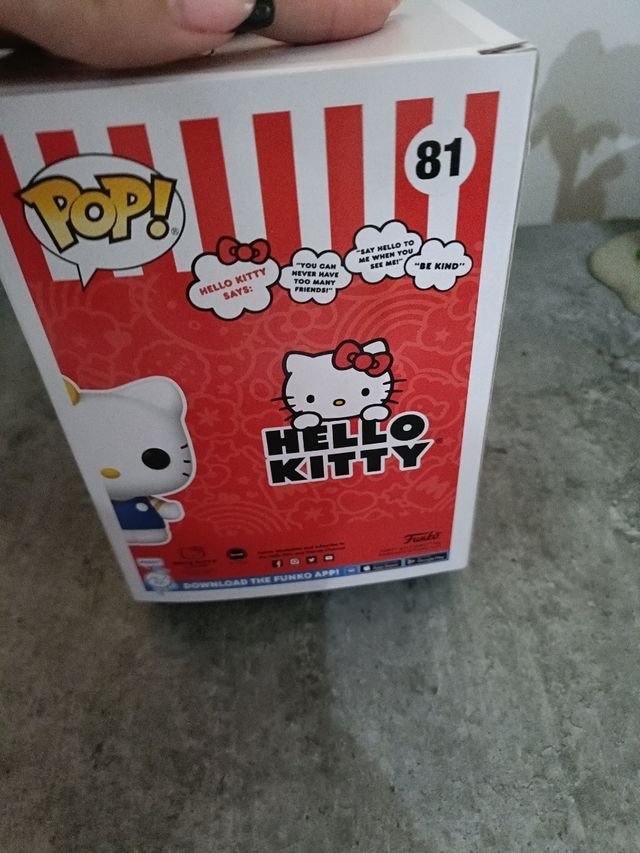 81
POP!
HELLO KITTY
SAYS:
"YOU CAN
NEVER HAVE
TOO MANY
FRIENDS!"
"SAY HELLO TO
ME WHEN YOU
SEE ME!"
"BE KIND"
HELLO
KITTY
Funko
DOWNLOAD THE FUNKO APP!